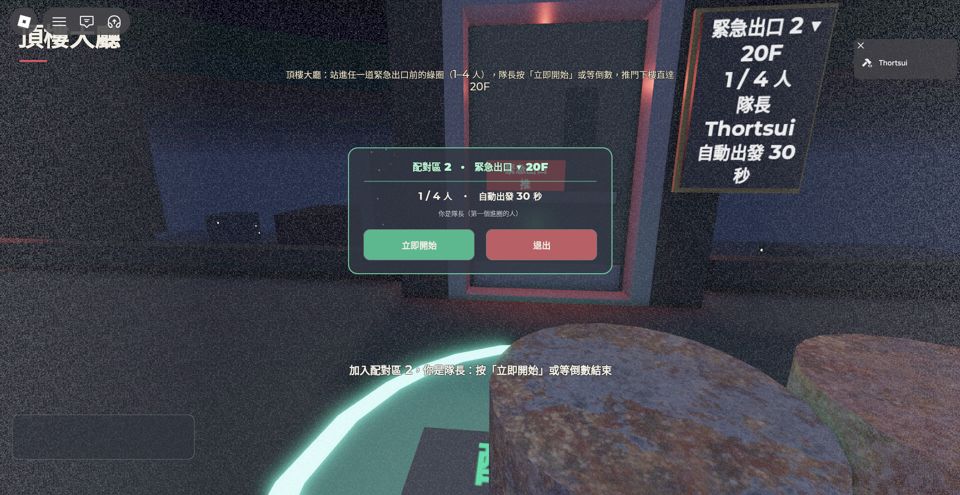 頂樓大廳
頂樓大廳：站進任一道緊急出口前的綠圈（1–4 人），隊長按「立即開始」或等倒數，推門下樓直達
20F
緊急出口 2 ▼
20F
1 / 4 人
隊長
Thortsui
自動出發 30
秒
Thortsui
配對區 2 • 緊急出口 ▼ 20F
1 / 4 人 • 自動出發 30 秒
你是隊長（第一個進圈的人）
立即開始
退出
推
加入配對區 2。你是隊長：按「立即開始」或等倒數結束